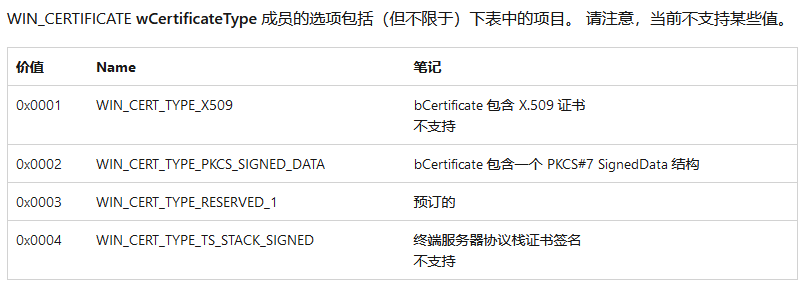 WIN_CERTIFICATE wCertificateType 成员的选项包括（但不限于）下表中的项目。 请注意，当前不支持某些值。
价值 Name 笔记
0x0001 WIN_CERT_TYPE_X509 bCertificate 包含 X.509 证书
不支持
0x0002 WIN_CERT_TYPE_PKCS_SIGNED_DATA bCertificate 包含一个 PKCS#7 SignedData 结构
0x0003 WIN_CERT_TYPE_RESERVED_1 预订的
0x0004 WIN_CERT_TYPE_TS_STACK_SIGNED 终端服务器协议栈证书签名
不支持